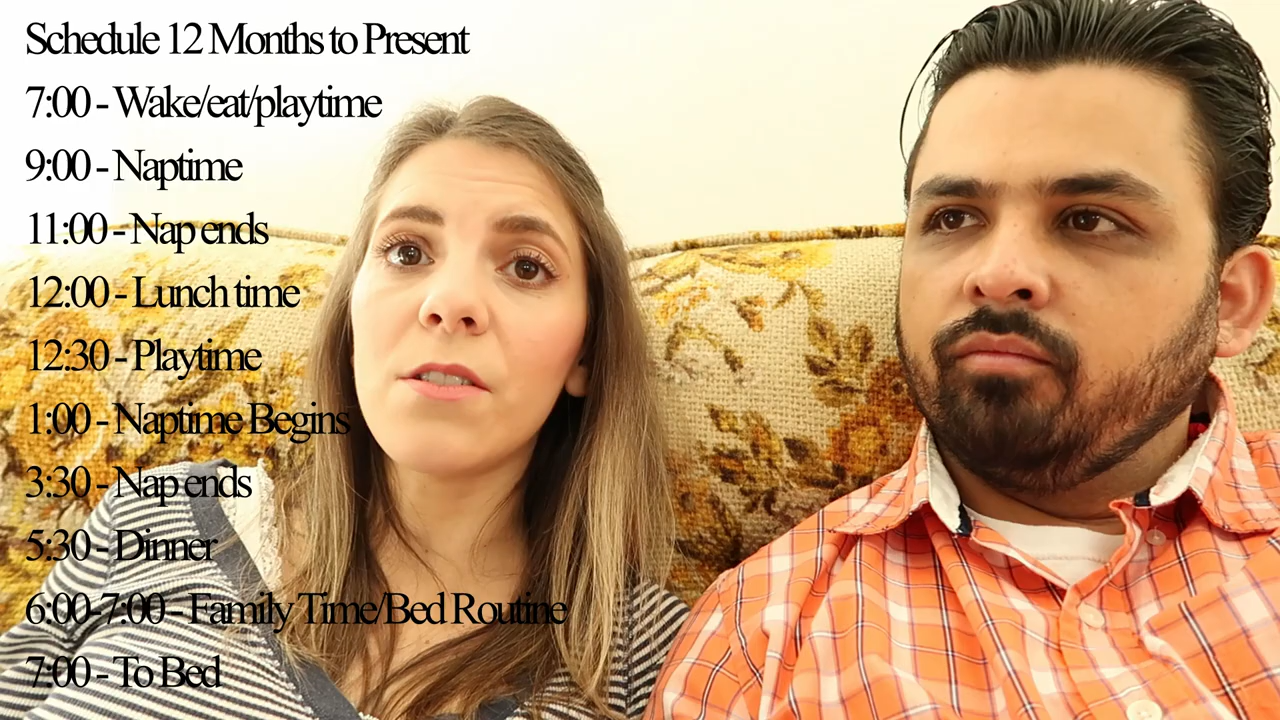 Schedule 12 Months to Present
7:00 - Wake/eat/playtime
9:00 - Naptime
11:00 - Nap ends
12:00 - Lunch time
12:30 - Playtime
1:00 - Naptime Begins
3:30 - Nap ends
5:30 - Dinner
6:00-7:00 - Family Time/Bed Routine
7:00 - To Bed